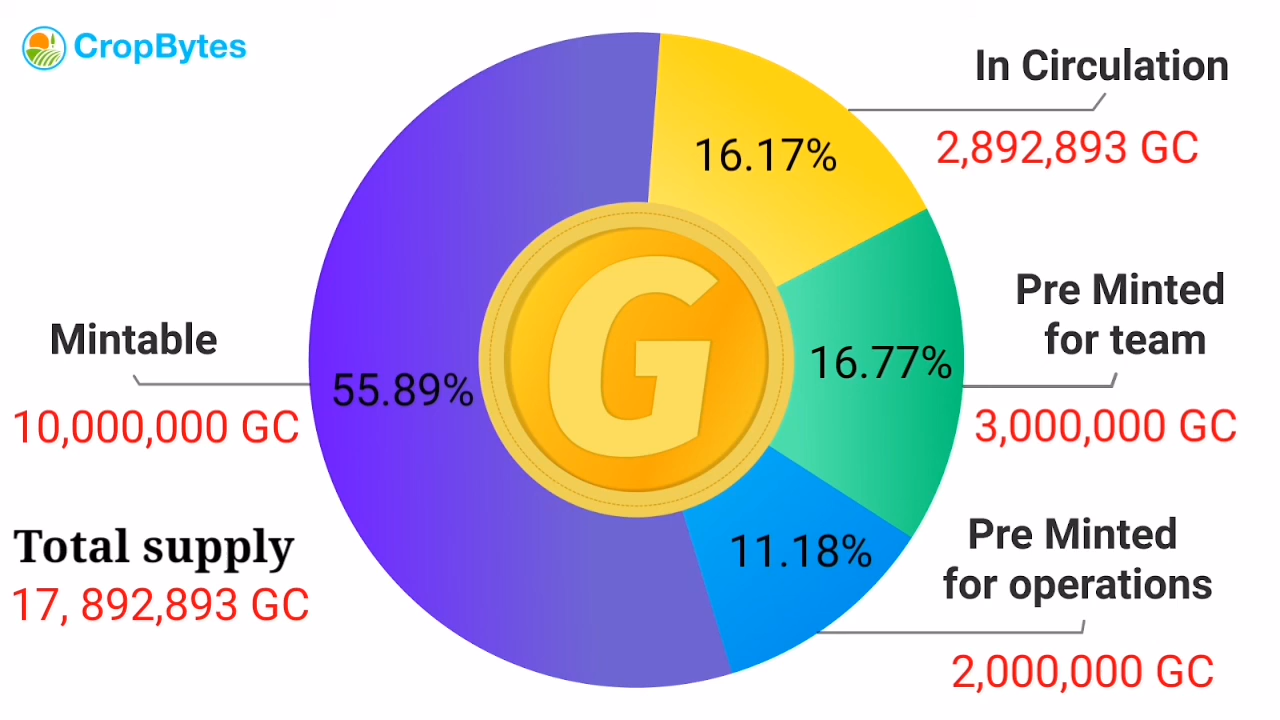 CropBytes
In Circulation
2,892,893 GC
16.17%
Pre Minted
for team
16.77%
3,000,000 GC
Mintable
55.89%
10,000,000 GC
G
Total supply
17, 892,893 GC
11.18%
Pre Minted
for operations
2,000,000 GC